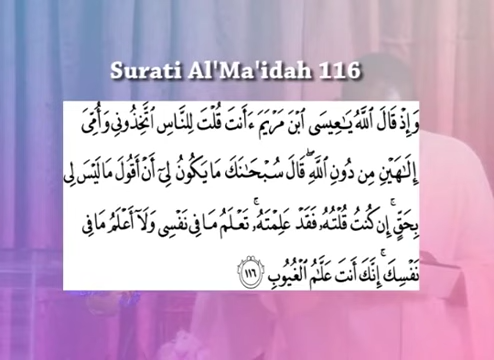 Surati Al'Ma'idah 116
وَإِذْ قَالَ ٱللَّهُ يَـٰعِيسَى ٱبْنَ مَرْيَمَ ءَأَنتَ قُلْتَ لِلنَّاسِ ٱتَّخِذُونِى وَأُمِّىَ
إِلَـٰهَيْنِ مِن دُونِ ٱللَّهِ ۖ قَالَ سُبْحَـٰنَكَ مَا يَكُونُ لِىٓ أَنْ أَقُولَ مَا لَيْسَ لِى
بِحَقٍّ ۚ إِن كُنتُ قُلْتُهُۥ فَقَدْ عَلِمْتَهُۥ ۚ تَعْلَمُ مَا فِى نَفْسِى وَلَآ أَعْلَمُ مَا فِى
نَفْسِكَ ۚ إِنَّكَ أَنتَ عَلَّـٰمُ ٱلْغُيُوبِ ١١٦